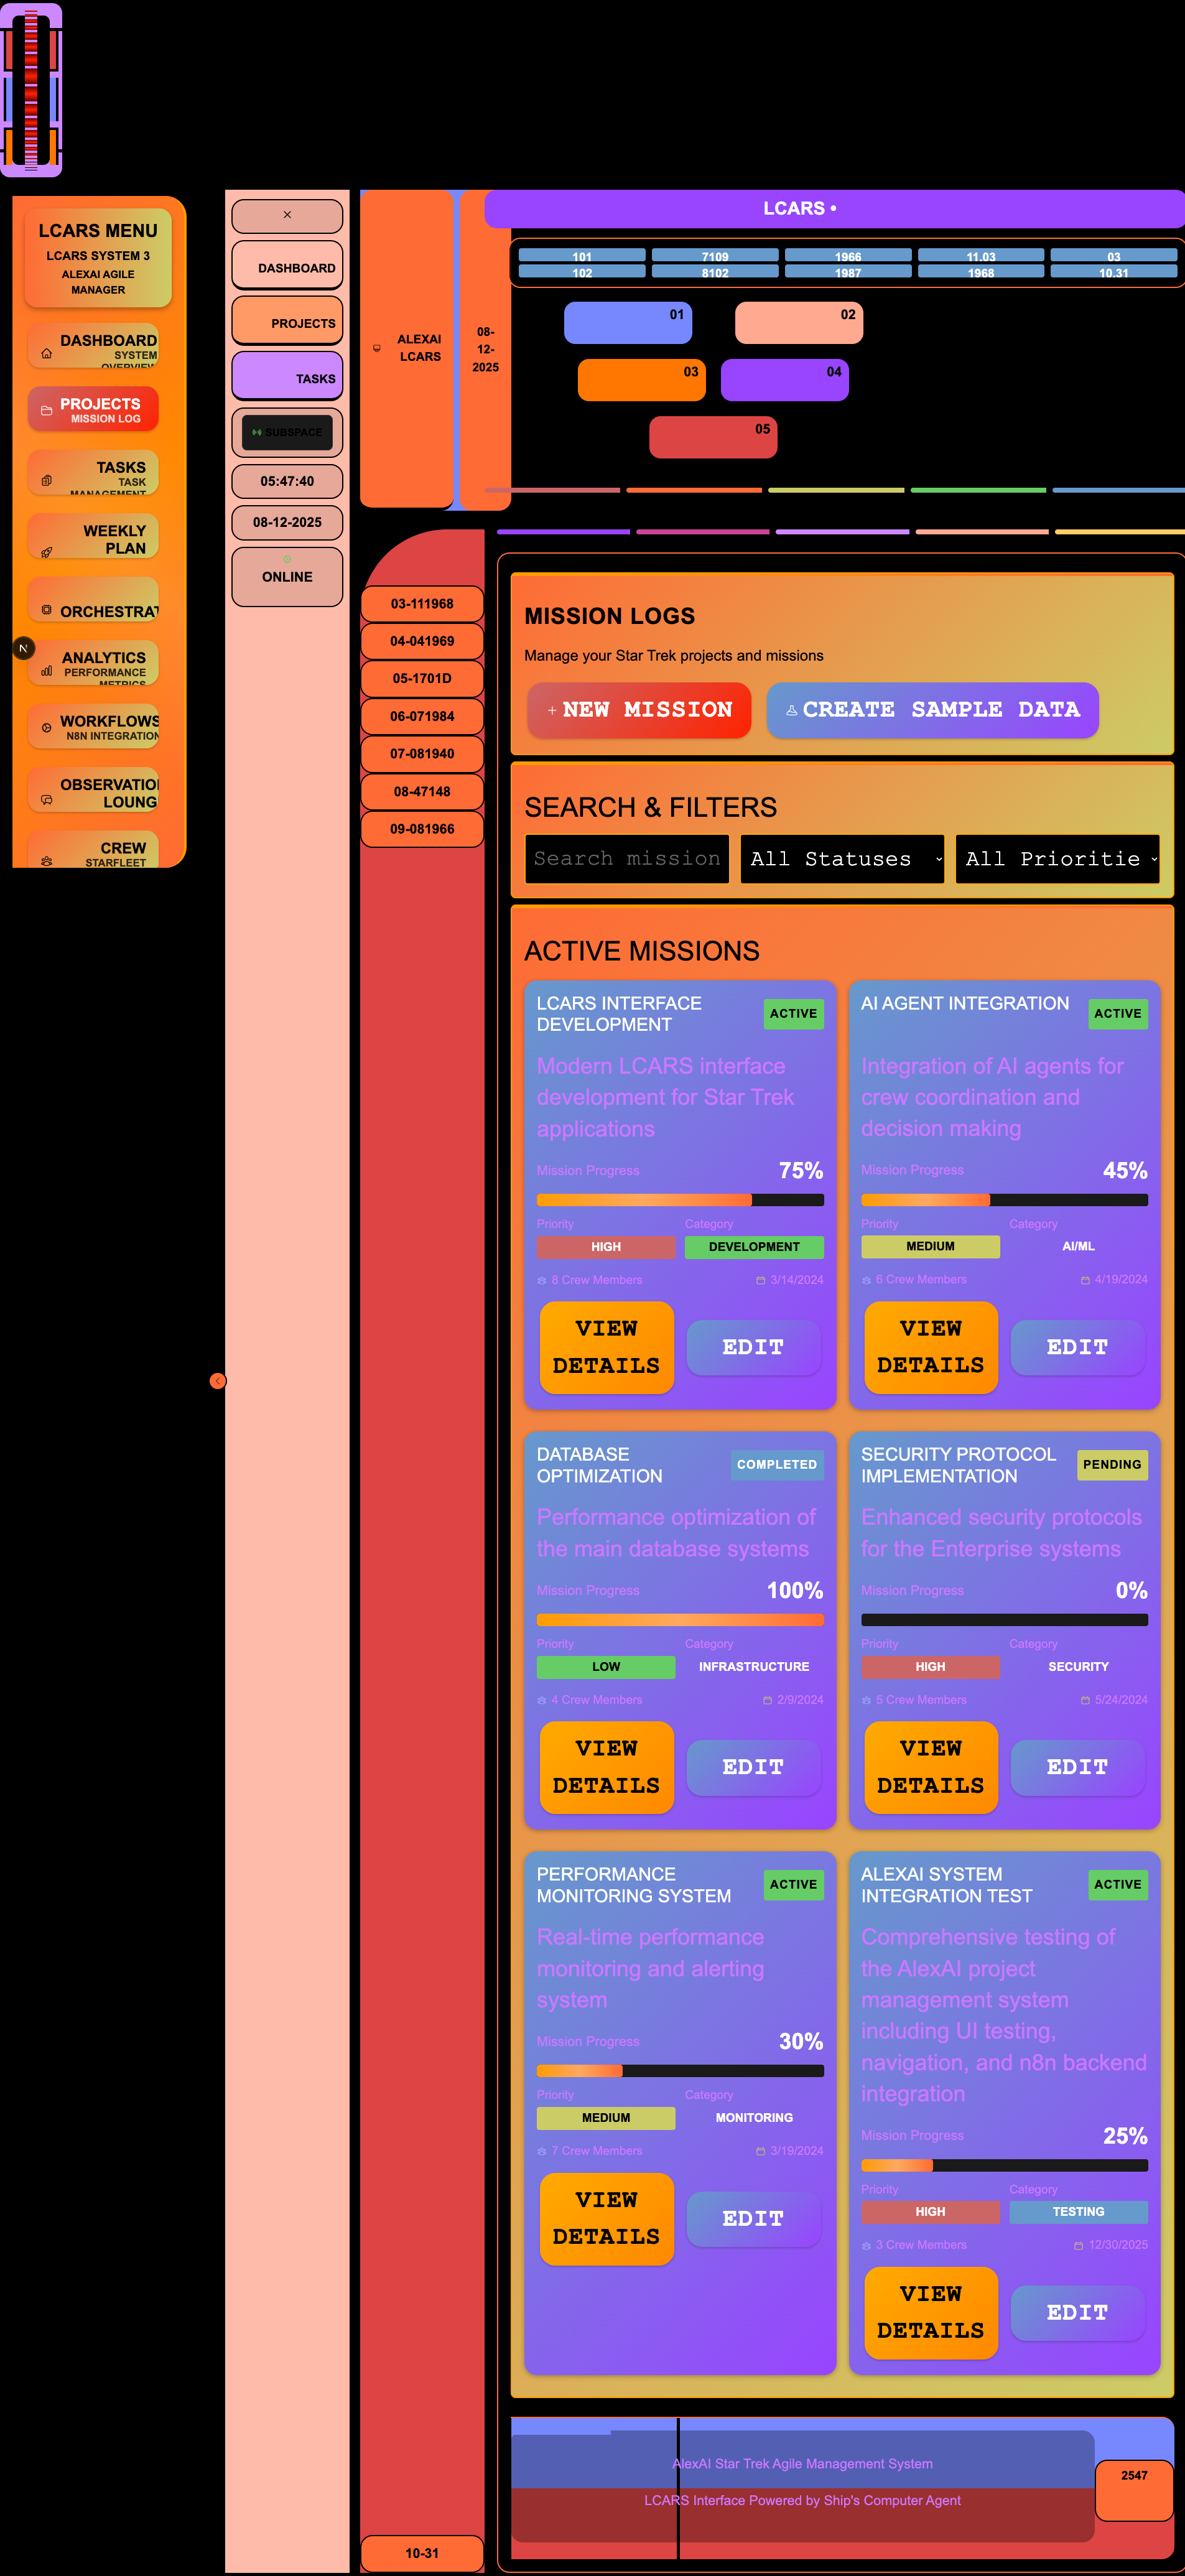 LCARS MENU
LCARS SYSTEM 3
ALEXAI AGILE
MANAGER
DASHBOARD
SYSTEM
OVERVIEW
PROJECTS
MISSION LOG
TASKS
TASK
MANAGEMENT
WEEKLY
PLAN
ORCHESTRAT
ANALYTICS
PERFORMANCE
METRICS
WORKFLOWS
N8N INTEGRATION
OBSERVATIO
LOUNG
CREW
STARFLEET
N
×
DASHBOARD
PROJECTS
TASKS
SUBSPACE
05:47:40
08-12-2025
ONLINE
ALEXAI
LCARS
08-
12-
2025
LCARS •
101 7109 1966 11.03 03
102 8102 1987 1968 10.31
01 02
03 04
05
03-111968
04-041969
05-1701D
06-071984
07-081940
08-47148
09-081966
10-31
MISSION LOGS
Manage your Star Trek projects and missions
NEW MISSION CREATE SAMPLE DATA
SEARCH & FILTERS
Search mission All Statuses All Prioritie
ACTIVE MISSIONS
LCARS INTERFACE
DEVELOPMENT
ACTIVE
Modern LCARS interface
development for Star Trek
applications
Mission Progress 75%
Priority Category
HIGH DEVELOPMENT
8 Crew Members 3/14/2024
VIEW
DETAILS
EDIT
AI AGENT INTEGRATION
ACTIVE
Integration of AI agents for
crew coordination and
decision making
Mission Progress 45%
Priority Category
MEDIUM AI/ML
6 Crew Members 4/19/2024
VIEW
DETAILS
EDIT
DATABASE
OPTIMIZATION
COMPLETED
Performance optimization of
the main database systems
Mission Progress 100%
Priority Category
LOW INFRASTRUCTURE
4 Crew Members 2/9/2024
VIEW
DETAILS
EDIT
SECURITY PROTOCOL
IMPLEMENTATION
PENDING
Enhanced security protocols
for the Enterprise systems
Mission Progress 0%
Priority Category
HIGH SECURITY
5 Crew Members 5/24/2024
VIEW
DETAILS
EDIT
PERFORMANCE
MONITORING SYSTEM
ACTIVE
Real-time performance
monitoring and alerting
system
Mission Progress 30%
Priority Category
MEDIUM MONITORING
7 Crew Members 3/19/2024
VIEW
DETAILS
EDIT
ALEXAI SYSTEM
INTEGRATION TEST
ACTIVE
Comprehensive testing of
the AlexAI project
management system
including UI testing,
navigation, and n8n backend
integration
Mission Progress 25%
Priority Category
HIGH TESTING
3 Crew Members 12/30/2025
VIEW
DETAILS
EDIT
AlexAI Star Trek Agile Management System
LCARS Interface Powered by Ship's Computer Agent
2547